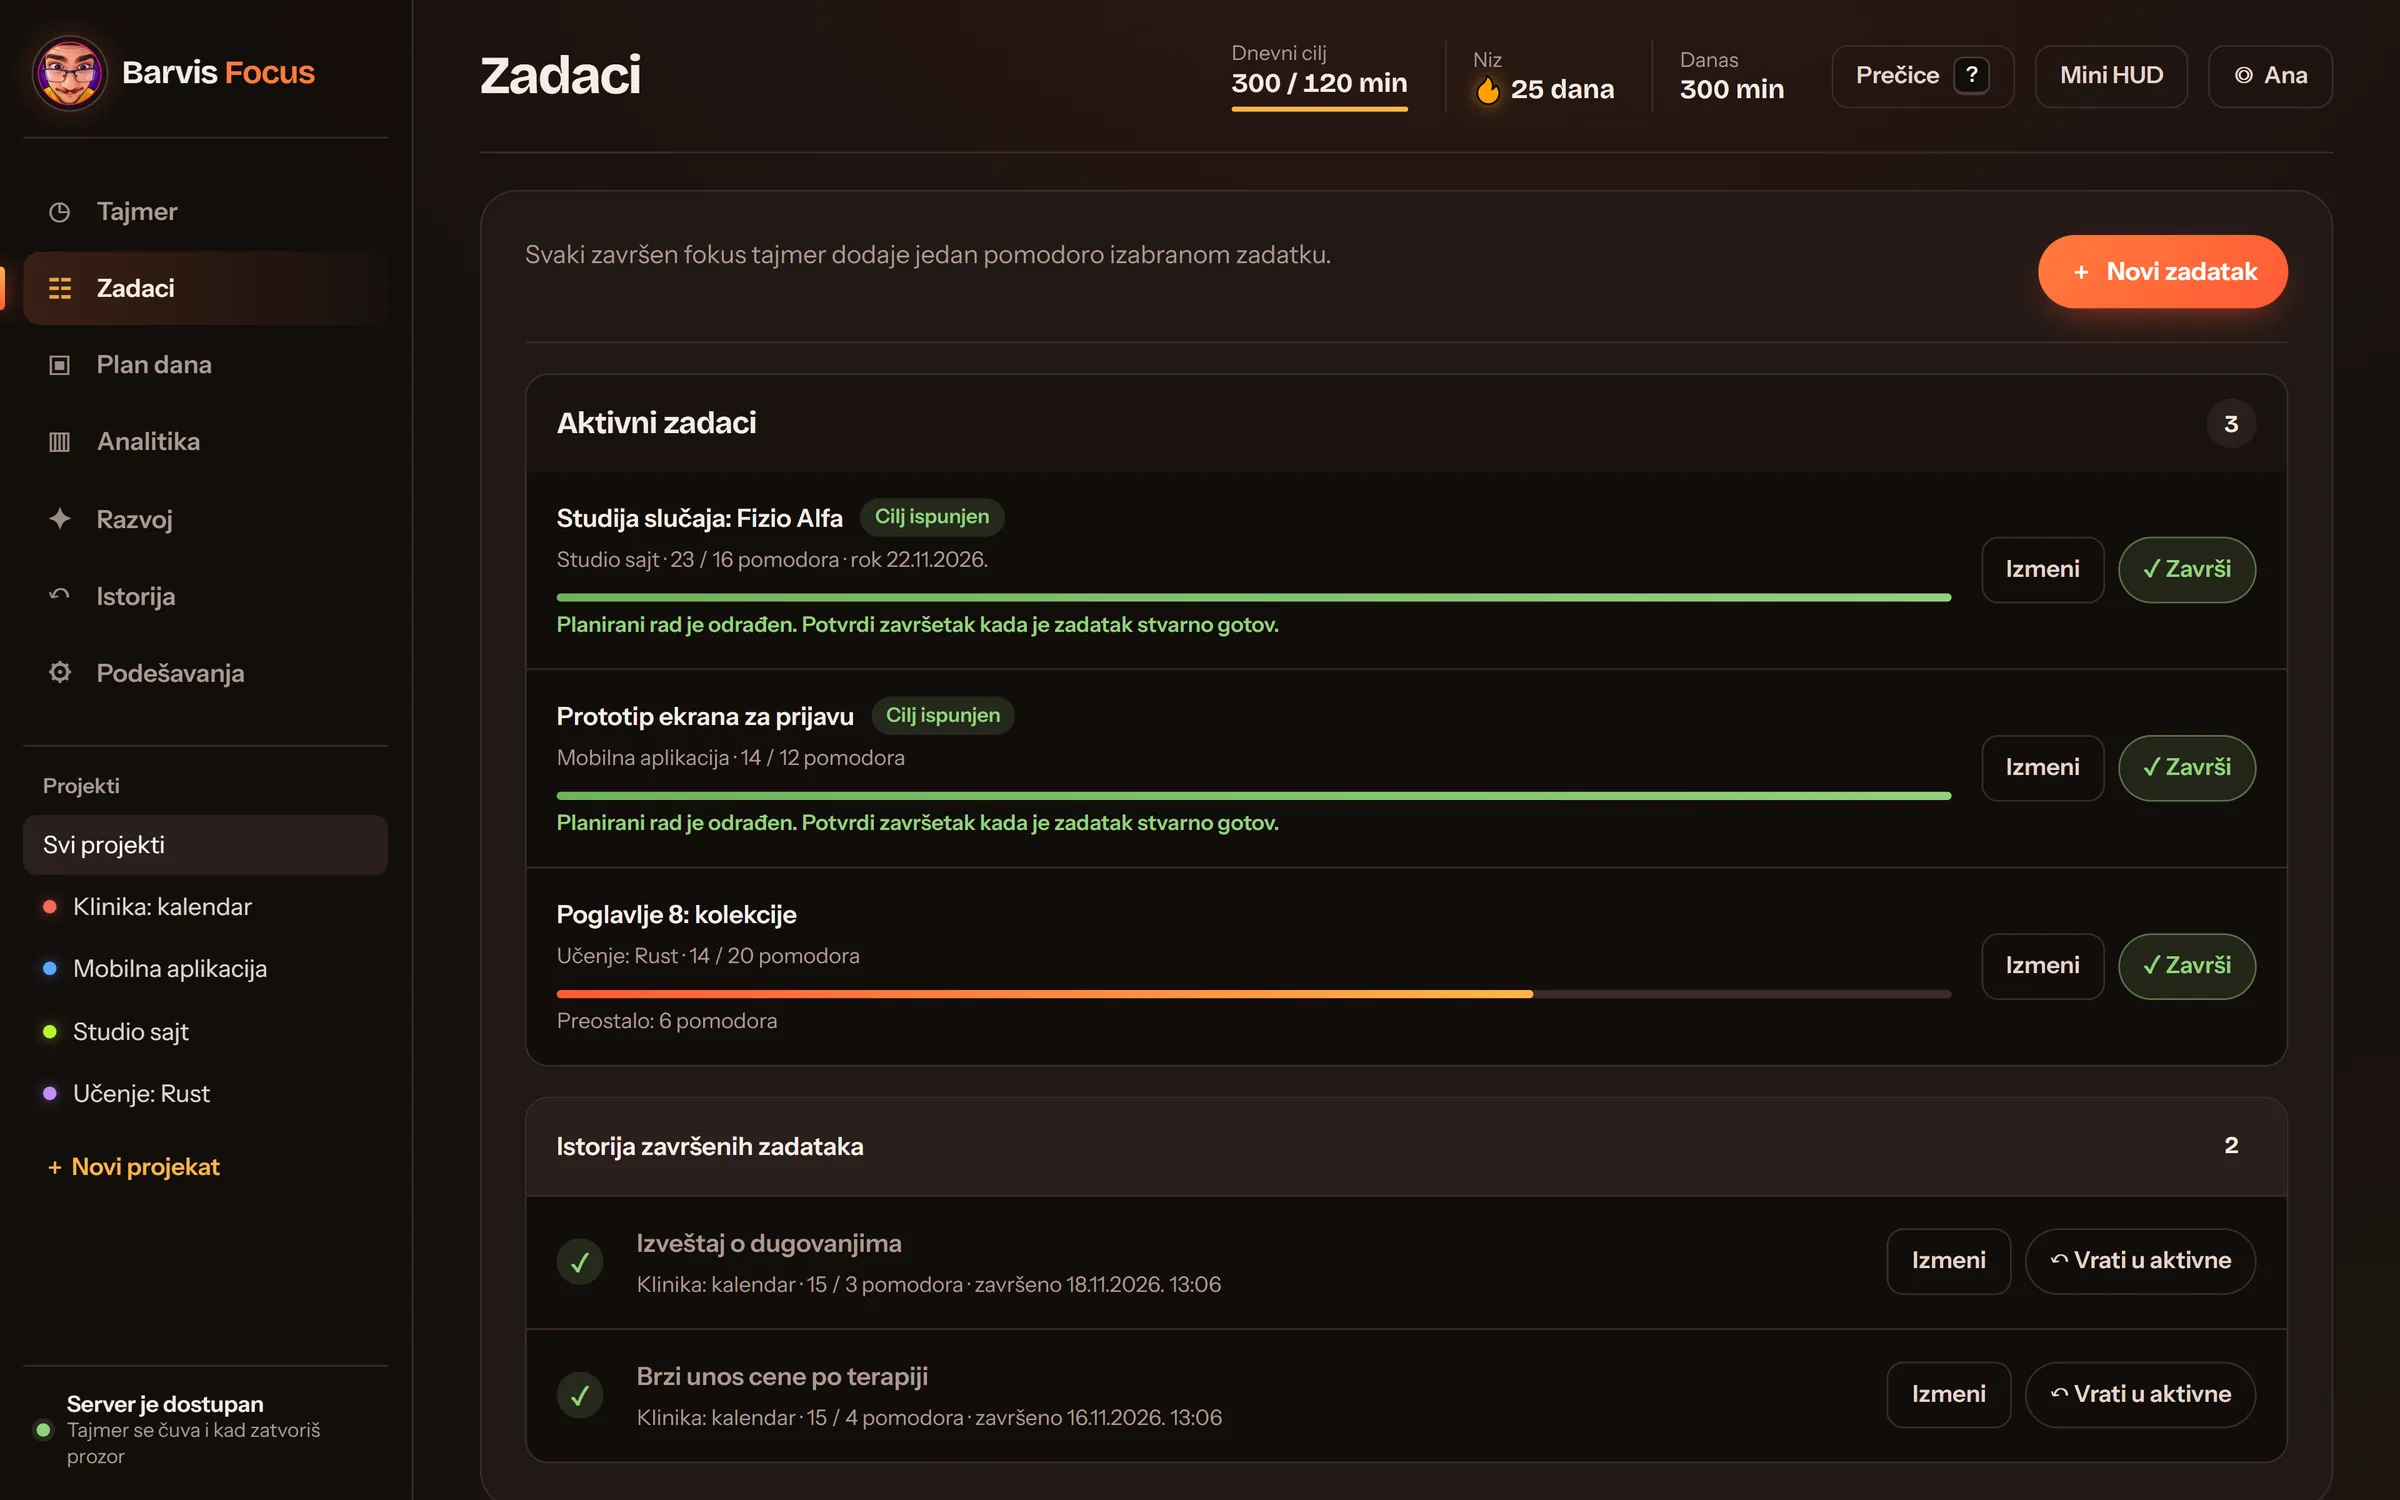 Barvis Focus
Tajmer
Zadaci
Plan dana
Analitika
Razvoj
Istorija
Podešavanja
Projekti
Svi projekti
Klinika: kalendar
Mobilna aplikacija
Studio sajt
Učenje: Rust
+ Novi projekat
Server je dostupan
Tajmer se čuva i kad zatvoriš
prozor
Zadaci
Dnevni cilj
300 / 120 min
Niz
25 dana
Danas
300 min
Prečice ?
Mini HUD
Ana
Svaki završen fokus tajmer dodaje jedan pomodoro izabranom zadatku.
+ Novi zadatak
Aktivni zadaci
3
Studija slučaja: Fizio Alfa
Cilj ispunjen
Studio sajt · 23 / 16 pomodora · rok 22.11.2026.
Planirani rad je odrađen. Potvrdi završetak kada je zadatak stvarno gotov.
Izmeni
✓ Završi
Prototip ekrana za prijavu
Cilj ispunjen
Mobilna aplikacija · 14 / 12 pomodora
Planirani rad je odrađen. Potvrdi završetak kada je zadatak stvarno gotov.
Izmeni
✓ Završi
Poglavlje 8: kolekcije
Učenje: Rust · 14 / 20 pomodora
Preostalo: 6 pomodora
Izmeni
✓ Završi
Istorija završenih zadataka
2
Izveštaj o dugovanjima
Klinika: kalendar · 15 / 3 pomodora · završeno 18.11.2026. 13:06
Izmeni
Vrati u aktivne
Brzi unos cene po terapiji
Klinika: kalendar · 15 / 4 pomodora · završeno 16.11.2026. 13:06
Izmeni
Vrati u aktivne